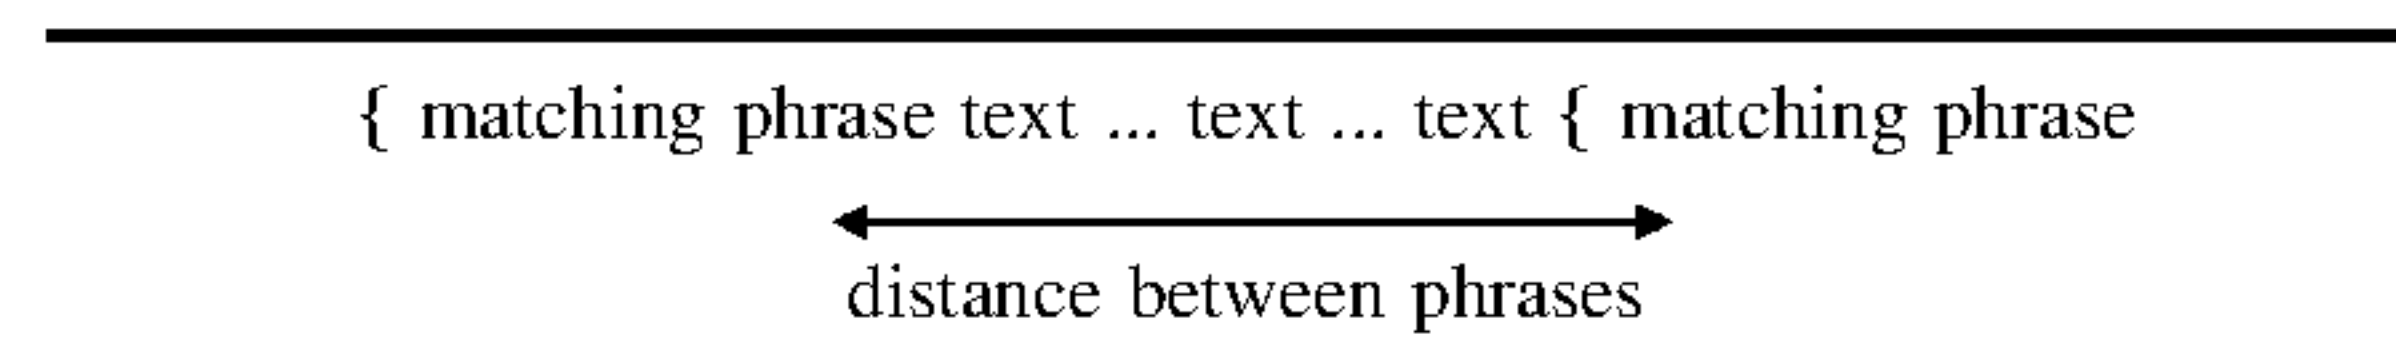 { matching phrase text ... text ... text { matching phrase
distance between phrases